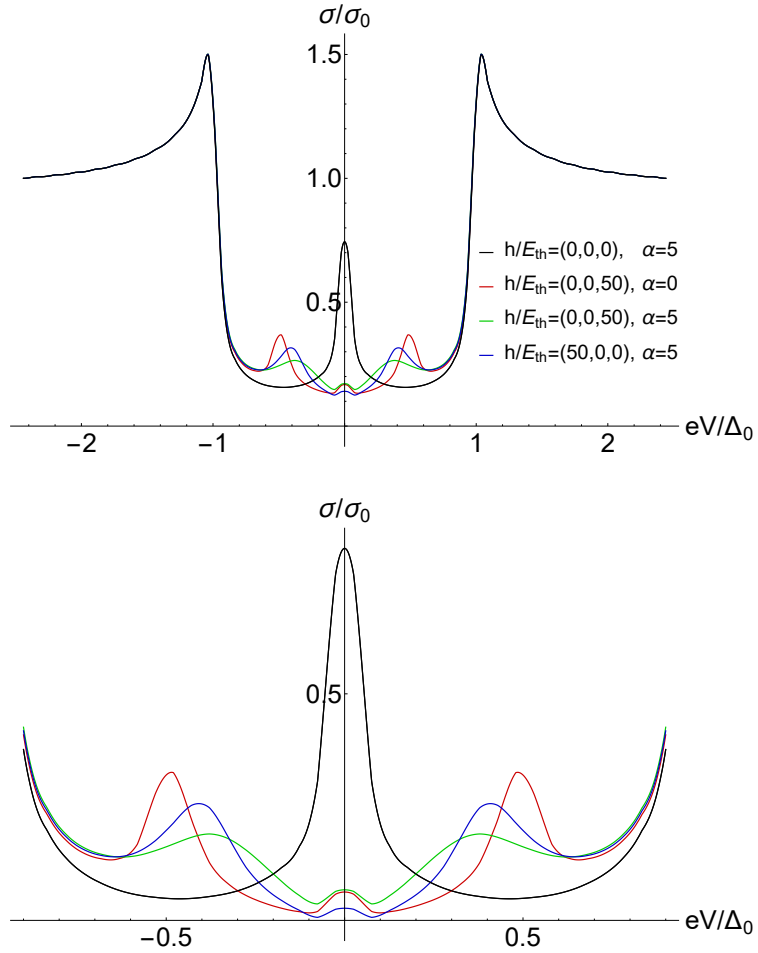 σ/σ₀
1.5
1.0
0.5
h/Eₜₕ=(0,0,0), α=5
h/Eₜₕ=(0,0,50), α=0
h/Eₜₕ=(0,0,50), α=5
h/Eₜₕ=(50,0,0), α=5
−2 −1 1 2 eV/Δ₀
σ/σ₀
0.5
−0.5 0.5 eV/Δ₀